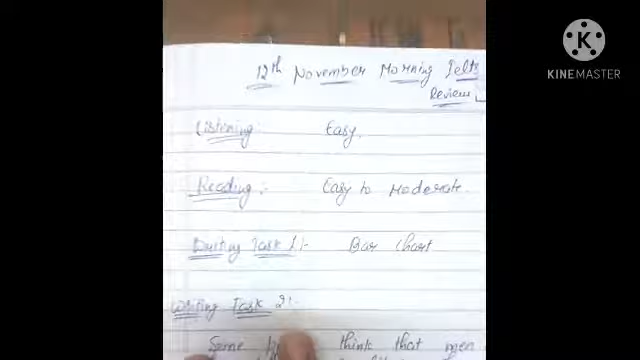 12th November Morning Ielts
Review
KINEMASTER
Listening: Easy.
Reading :- Easy to Moderate.
Writing Task 1:- Bar Chart
Writing Task 2:-
Some think that men